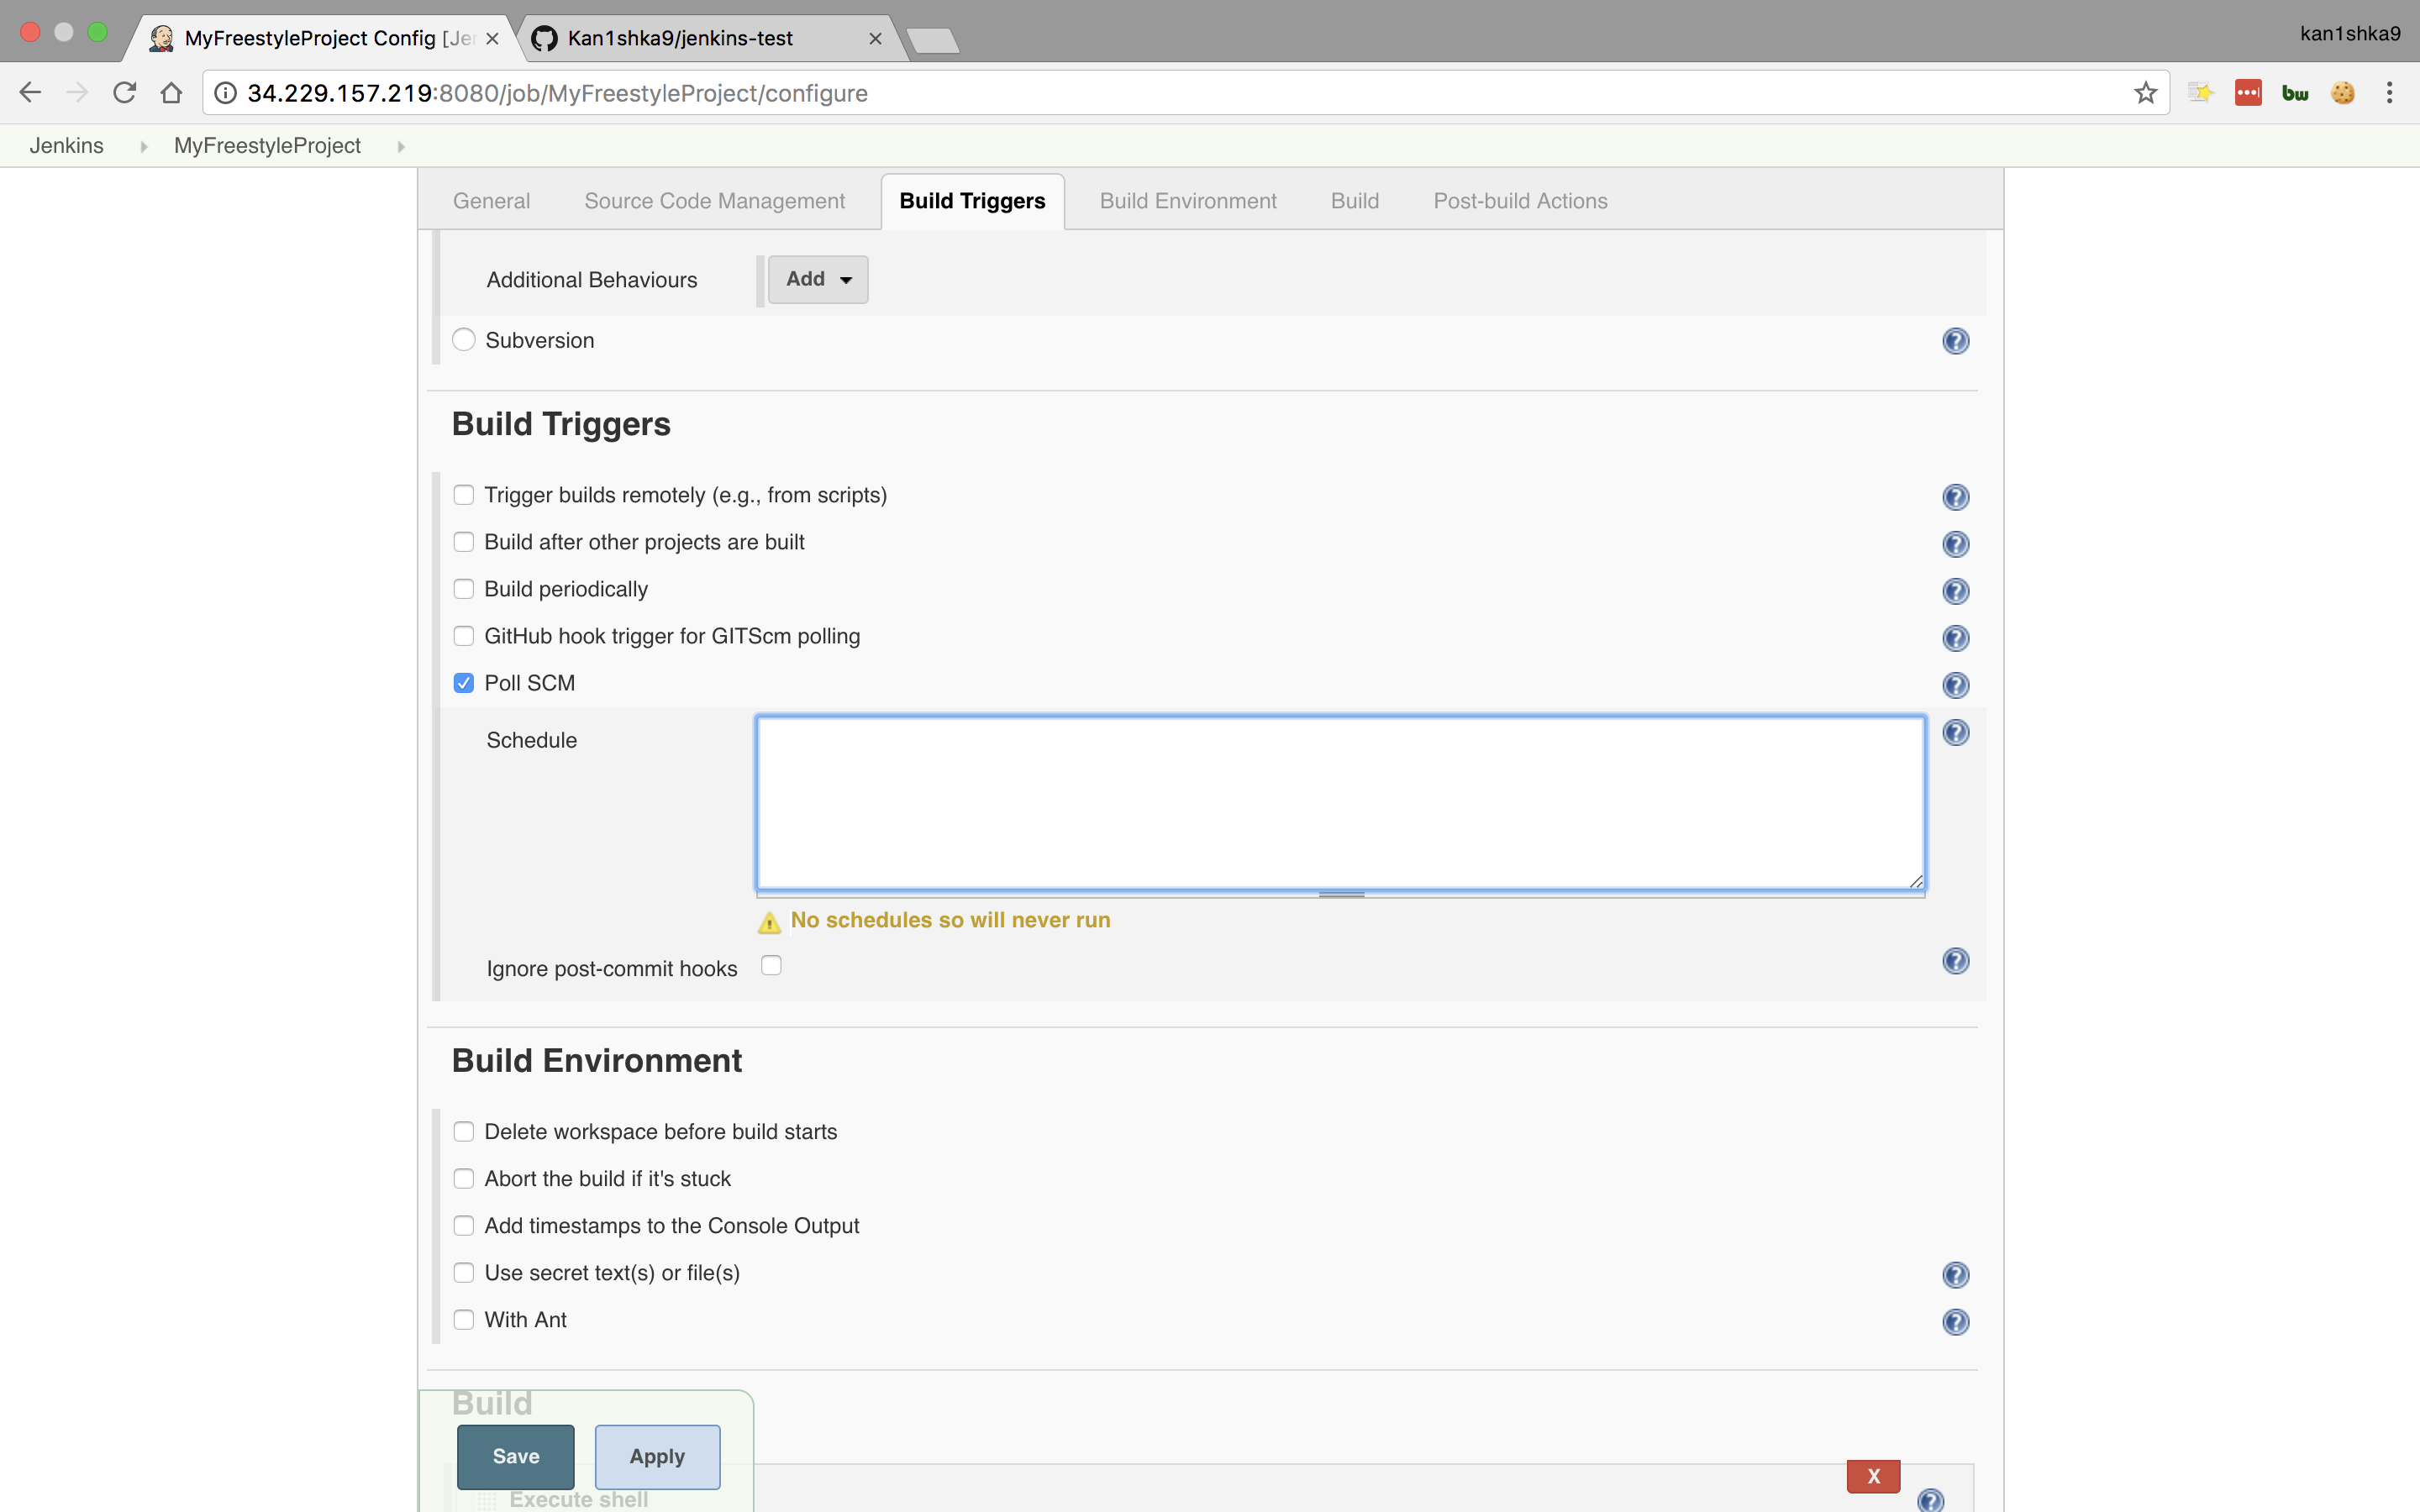 MyFreestyleProject Config [Je
Kan1shka9/jenkins-test
kan1shka9
34.229.157.219:8080/job/MyFreestyleProject/configure
bw
Jenkins
MyFreestyleProject
General
Source Code Management
Build Triggers
Build Environment
Build
Post-build Actions
Additional Behaviours
Add
Subversion
Build Triggers
Trigger builds remotely (e.g., from scripts)
Build after other projects are built
Build periodically
GitHub hook trigger for GITScm polling
Poll SCM
Schedule
No schedules so will never run
Ignore post-commit hooks
Build Environment
Delete workspace before build starts
Abort the build if it's stuck
Add timestamps to the Console Output
Use secret text(s) or file(s)
With Ant
Build
Save
Apply
X
Execute shell